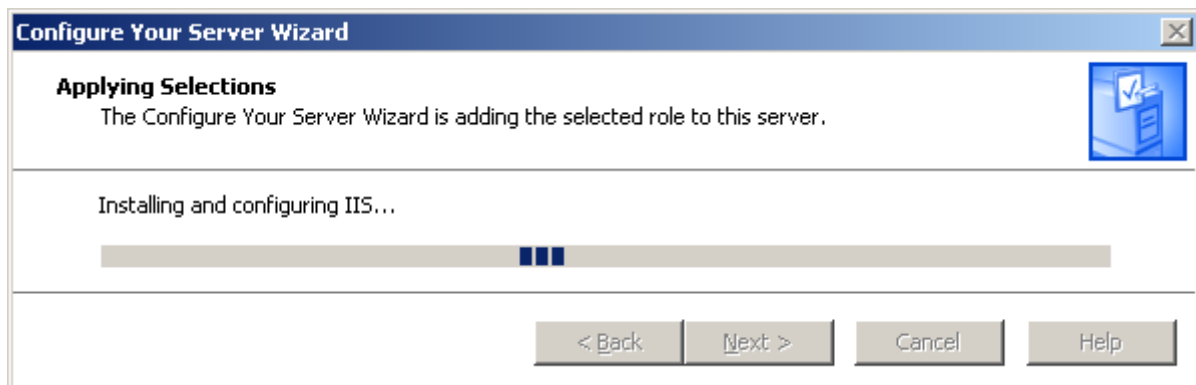 Configure Your Server Wizard
Applying Selections
The Configure Your Server Wizard is adding the selected role to this server.
Installing and configuring IIS...
< Back Next > Cancel Help